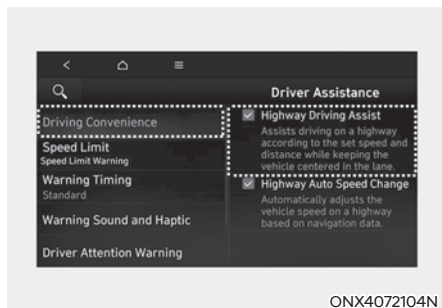 Driver Assistance
Driving Convenience
Speed Limit
Speed Limit Warning
Warning Timing
Standard
Warning Sound and Haptic
Driver Attention Warning
Highway Driving Assist
Assists driving on a highway
according to the set speed and
distance while keeping the
vehicle centered in the lane.
Highway Auto Speed Change
Automatically adjusts the
vehicle speed on a highway
based on navigation data.
ONX4072104N